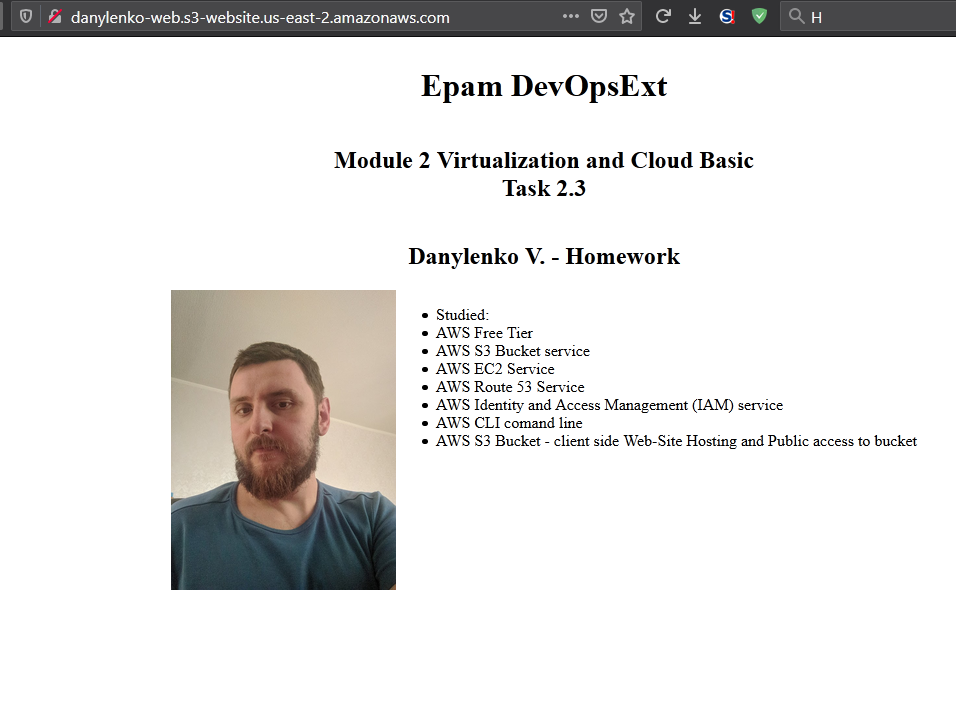 danylenko-web.s3-website.us-east-2.amazonaws.com
H
Epam DevOpsExt
Module 2 Virtualization and Cloud Basic
Task 2.3
Danylenko V. - Homework
Studied:
AWS Free Tier
AWS S3 Bucket service
AWS EC2 Service
AWS Route 53 Service
AWS Identity and Access Management (IAM) service
AWS CLI comand line
AWS S3 Bucket - client side Web-Site Hosting and Public access to bucket